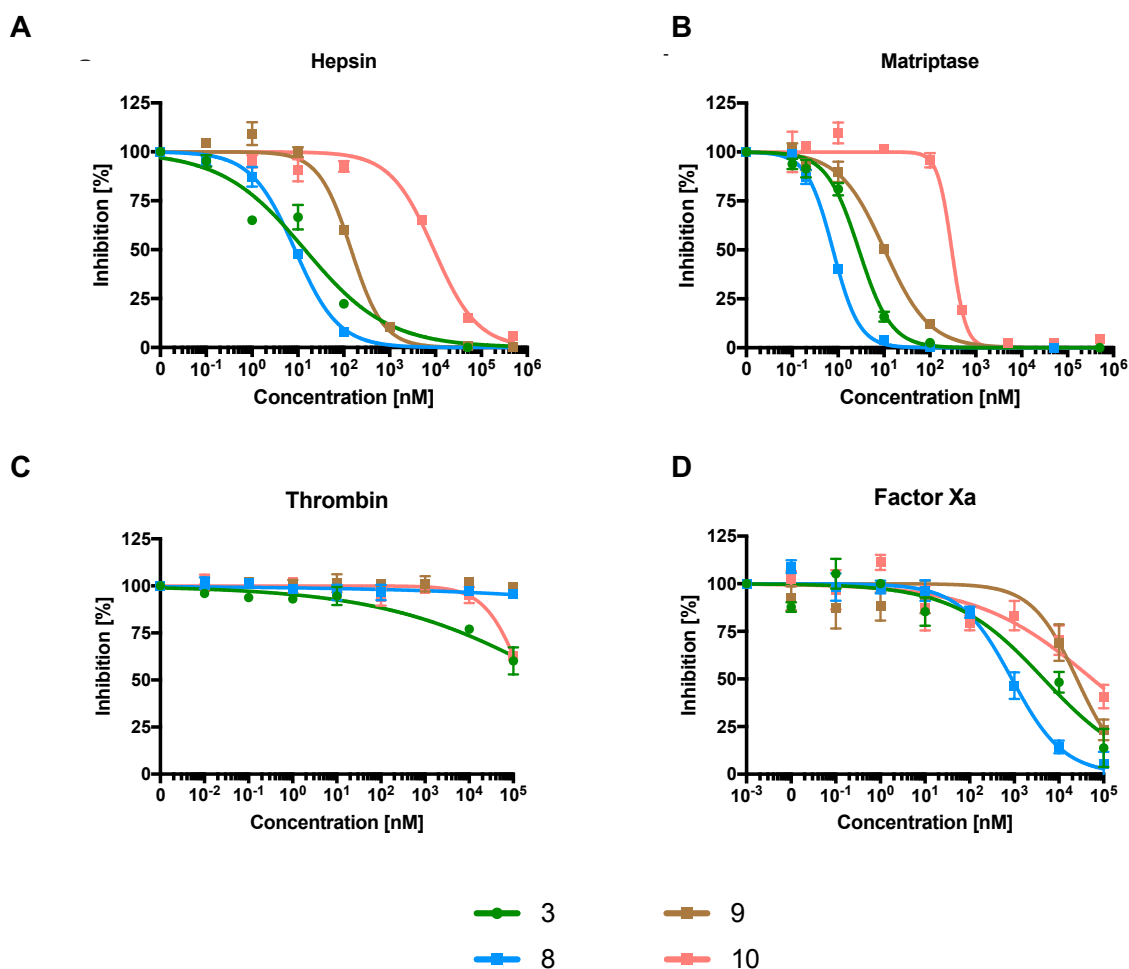 A
B
Hepsin
Matriptase
125
100
75
50
25
0
Inhibition [%]
0 10⁻¹ 10⁰ 10¹ 10² 10³ 10⁴ 10⁵ 10⁶
Concentration [nM]
125
100
75
50
25
0
Inhibition [%]
0 10⁻¹ 10⁰ 10¹ 10² 10³ 10⁴ 10⁵ 10⁶
Concentration [nM]
C
D
Thrombin
Factor Xa
125
100
75
50
25
0
Inhibition [%]
0 10⁻² 10⁻¹ 10⁰ 10¹ 10² 10³ 10⁴ 10⁵
Concentration [nM]
125
100
75
50
25
0
Inhibition [%]
10⁻³ 0 10⁻¹ 10⁰ 10¹ 10² 10³ 10⁴ 10⁵
Concentration [nM]
3 9
8 10